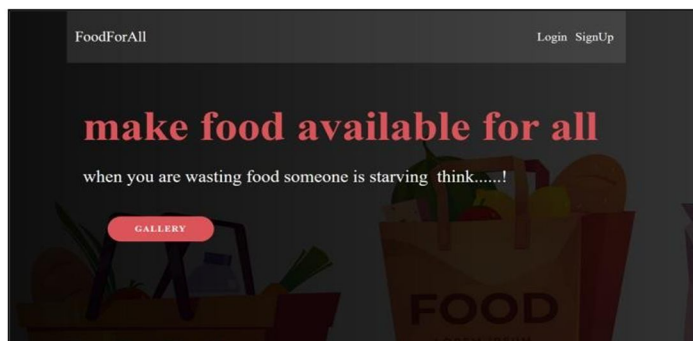 FoodForAll
Login SignUp
make food available for all
when you are wasting food someone is starving think......!
GALLERY
FOOD